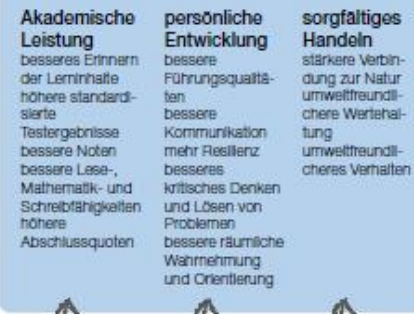 Akademische
Leistung
besseres Erinnern
der Lerninhalte
höhere standardi-
sierte
Testergebnisse
bessere Noten
bessere Lese-,
Mathematik- und
Schreibfähigkeiten
höhere
Abschlussquoten
persönliche
Entwicklung
bessere
Führungsqualitä-
ten
bessere
Kommunikation
mehr Resilienz
besseres
kritisches Denken
und Lösen von
Problemen
bessere räumliche
Wahrnehmung
und Orientierung
sorgfältiges
Handeln
stärkere Verbin-
dung zur Natur
umweltfreundli-
chere Wertehal-
tung
umweltfreundli-
cheres Verhalten